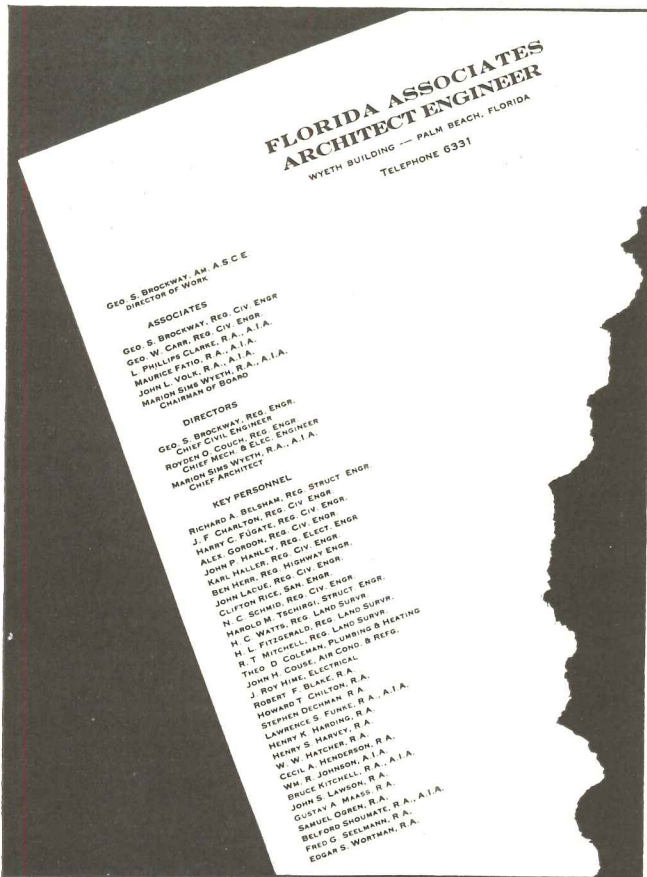 FLORIDA ASSOCIATES
ARCHITECT ENGINEER
WYETH BUILDING — PALM BEACH, FLORIDA
TELEPHONE 6331
GEO. S. BROCKWAY, AM. A.S.C.E.
DIRECTOR OF WORK
ASSOCIATES
GEO. S. BROCKWAY, REG. CIV. ENGR
GEO. W. CARR, REG. CIV. ENGR.
L. PHILLIPS CLARKE, R.A., A.I.A.
MAURICE FATIO, R.A., A.I.A.
JOHN L. VOLK, R.A., A.I.A.
MARION SIMS WYETH, R.A., A.I.A.
CHAIRMAN OF BOARD
DIRECTORS
GEO. S. BROCKWAY, REG. ENGR.
CHIEF CIVIL ENGINEER
ROYDEN O. COUCH, REG. ENGR.
CHIEF MECH. & ELEC. ENGINEER
MARION SIMS WYETH, R.A., A.I.A.
CHIEF ARCHITECT
KEY PERSONNEL
RICHARD A. BELSHAM, REG. STRUCT ENGR.
J. F. CHARLTON, REG. CIV ENGR.
HARRY C. FUGATE, REG. CIV. ENGR.
ALEX. GORDON, REG. CIV. ENGR.
JOHN P. HANLEY, REG. ELECT. ENGR
KARL HALLER, REG. CIV. ENGR.
BEN HERR, REG. HIGHWAY ENGR.
JOHN LADUE, REG. CIV. ENGR.
CLIFTON RICE, SAN. ENGR.
N. C. SCHMID, REG. CIV. ENGR
HAROLD M. TSCHIRGI, STRUCT ENGR.
H. C. WATTS, REG. LAND SURVR.
H. L. FITZGERALD, REG. LAND SURVR.
R. T. MITCHELL, REG. LAND SURVR.
THEO. D. COLEMAN, PLUMBING & HEATING
JOHN H. COUSE, AIR COND. & REFG.
J. ROY HIME, ELECTRICAL
ROBERT F. BLAKE, R.A.
HOWARD T. CHILTON, R.A.
STEPHEN DECHMAN R.A.
LAWRENCE S. FUNKE, R.A., A.I.A.
HENRY K. HARDING, R.A.
HENRY S. HARVEY, R.A.
W. W. HATCHER, R.A.
CECIL A. HENDERSON, R.A.
WM. R. JOHNSON, A.I.A.
BRUCE KITCHELL, R.A., A.I.A.
JOHN S. LAWSON, R.A.
GUSTAV A. MAASS, R.A.
SAMUEL OGREN, R.A.
BELFORD SHOUMATE, R.A., A.I.A.
FRED G. SEELMANN, R.A.
EDGAR S. WORTMAN, R.A.